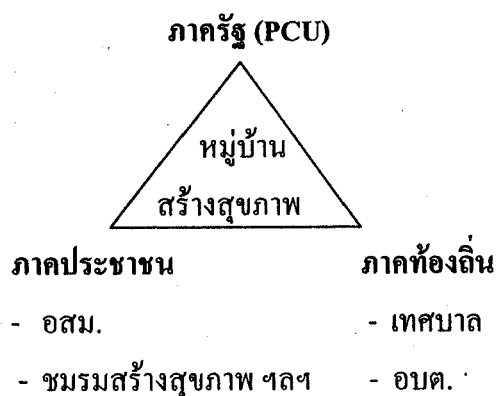 ภาครัฐ (PCU)
หมู่บ้าน
สร้างสุขภาพ
ภาคประชาชน ภาคท้องถิ่น
- อสม. - เทศบาล
- ชมรมสร้างสุขภาพ ฯลฯ - อบต.